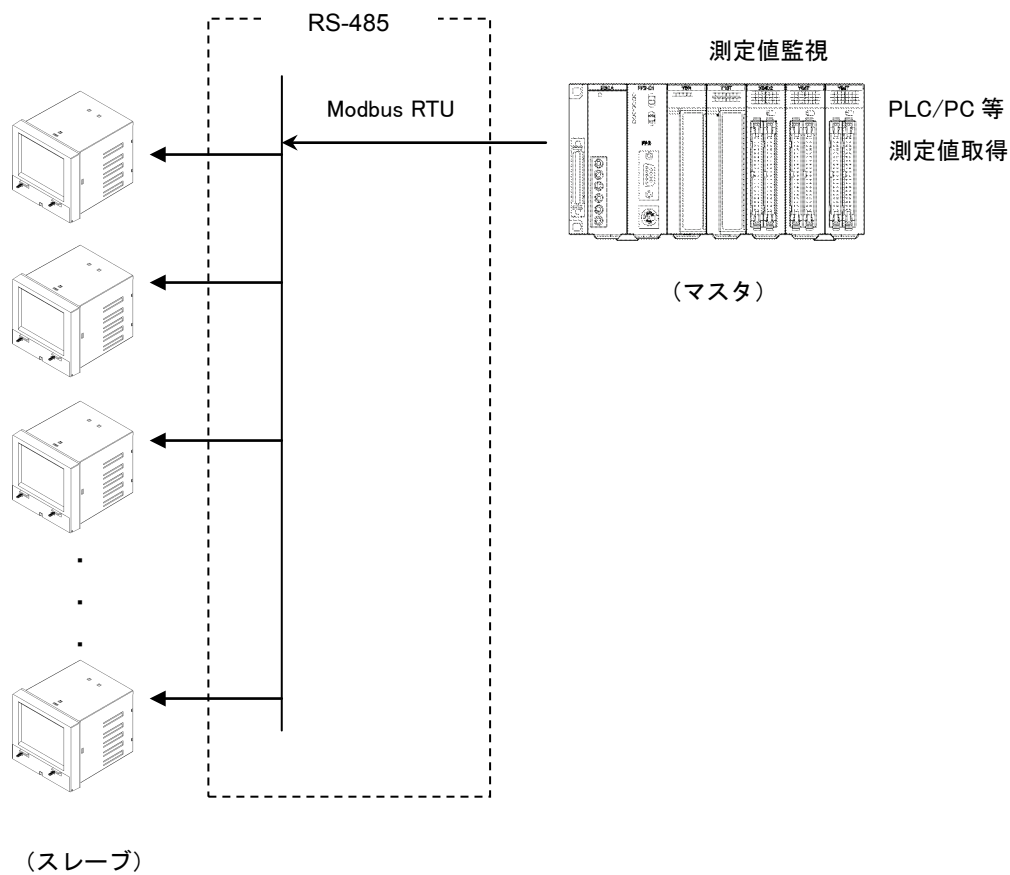 RS-485
測定値監視
Modbus RTU
PLC/PC 等
測定値取得
（マスタ）
（スレーブ）